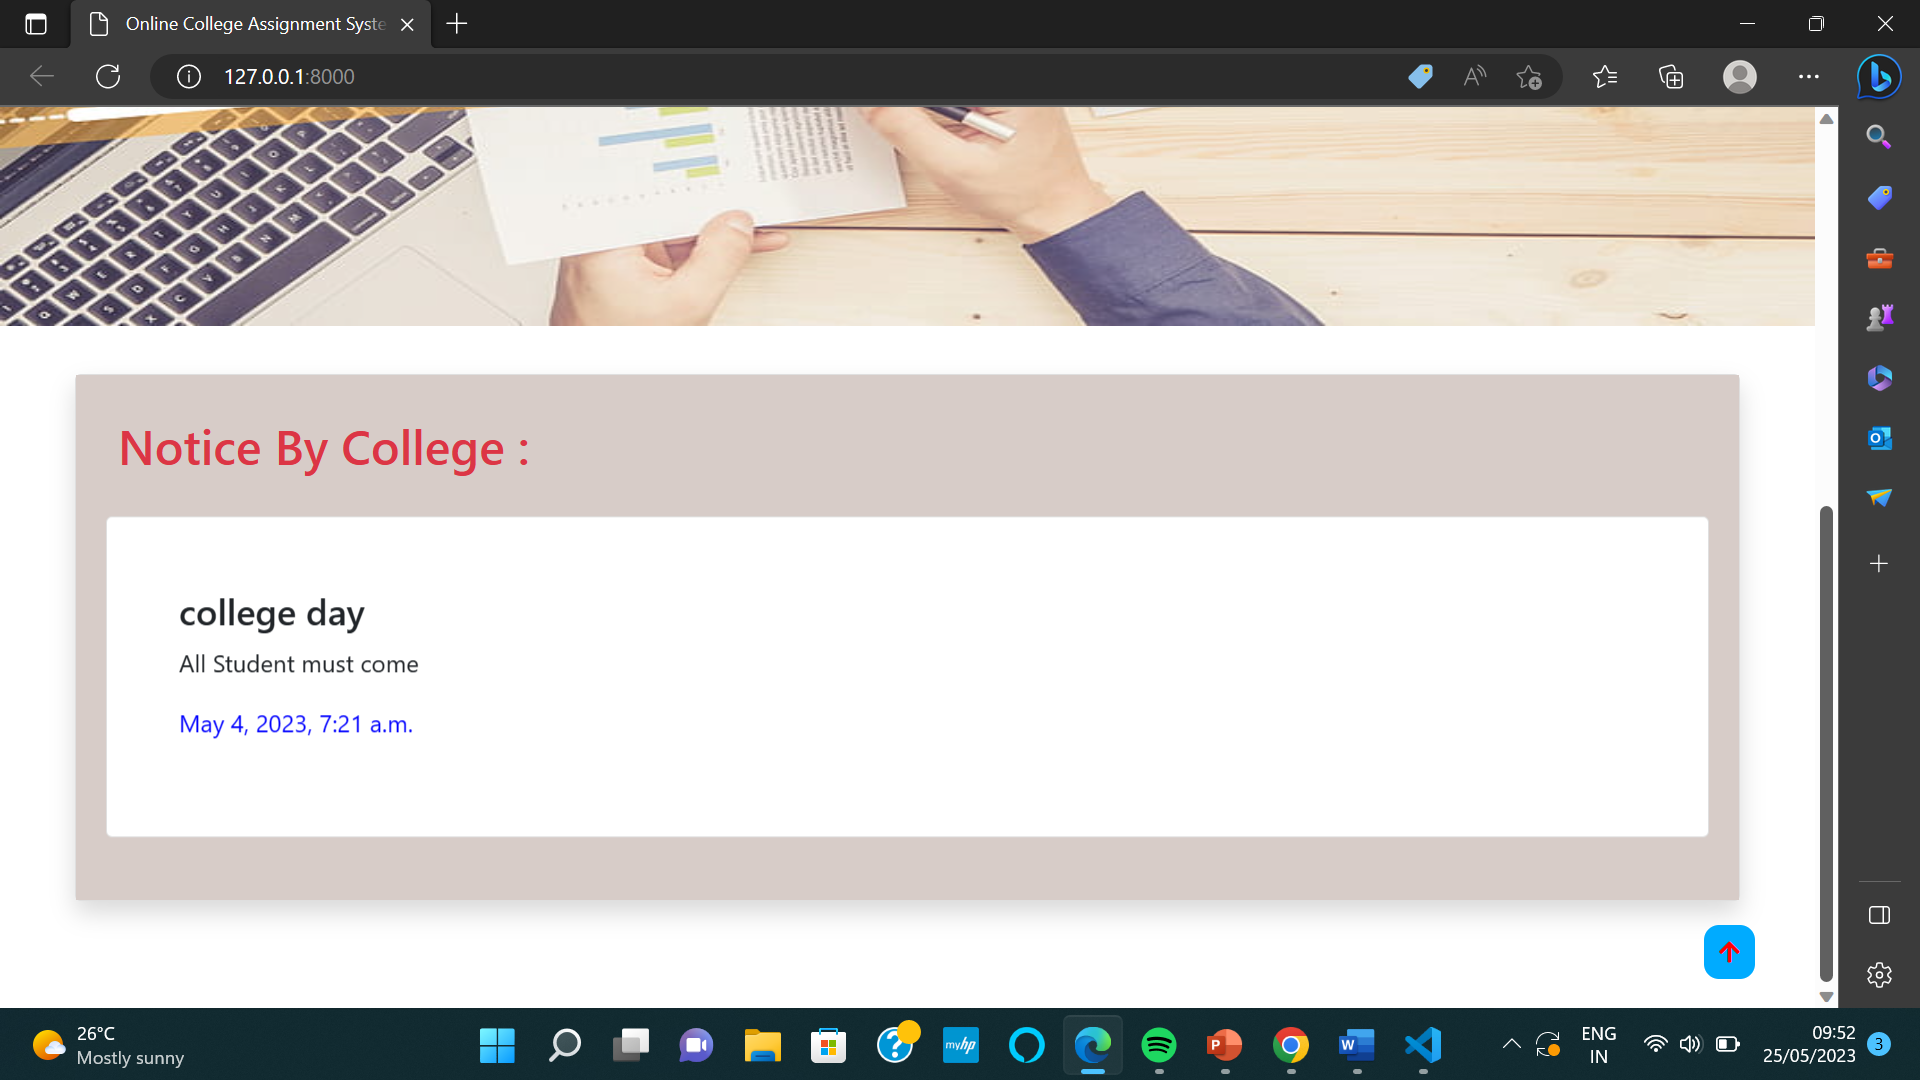 Online College Assignment Syste
127.0.0.1:8000
Notice By College :
college day
All Student must come
May 4, 2023, 7:21 a.m.
26°C
Mostly sunny
myhp
ENG
IN
09:52
25/05/2023
3